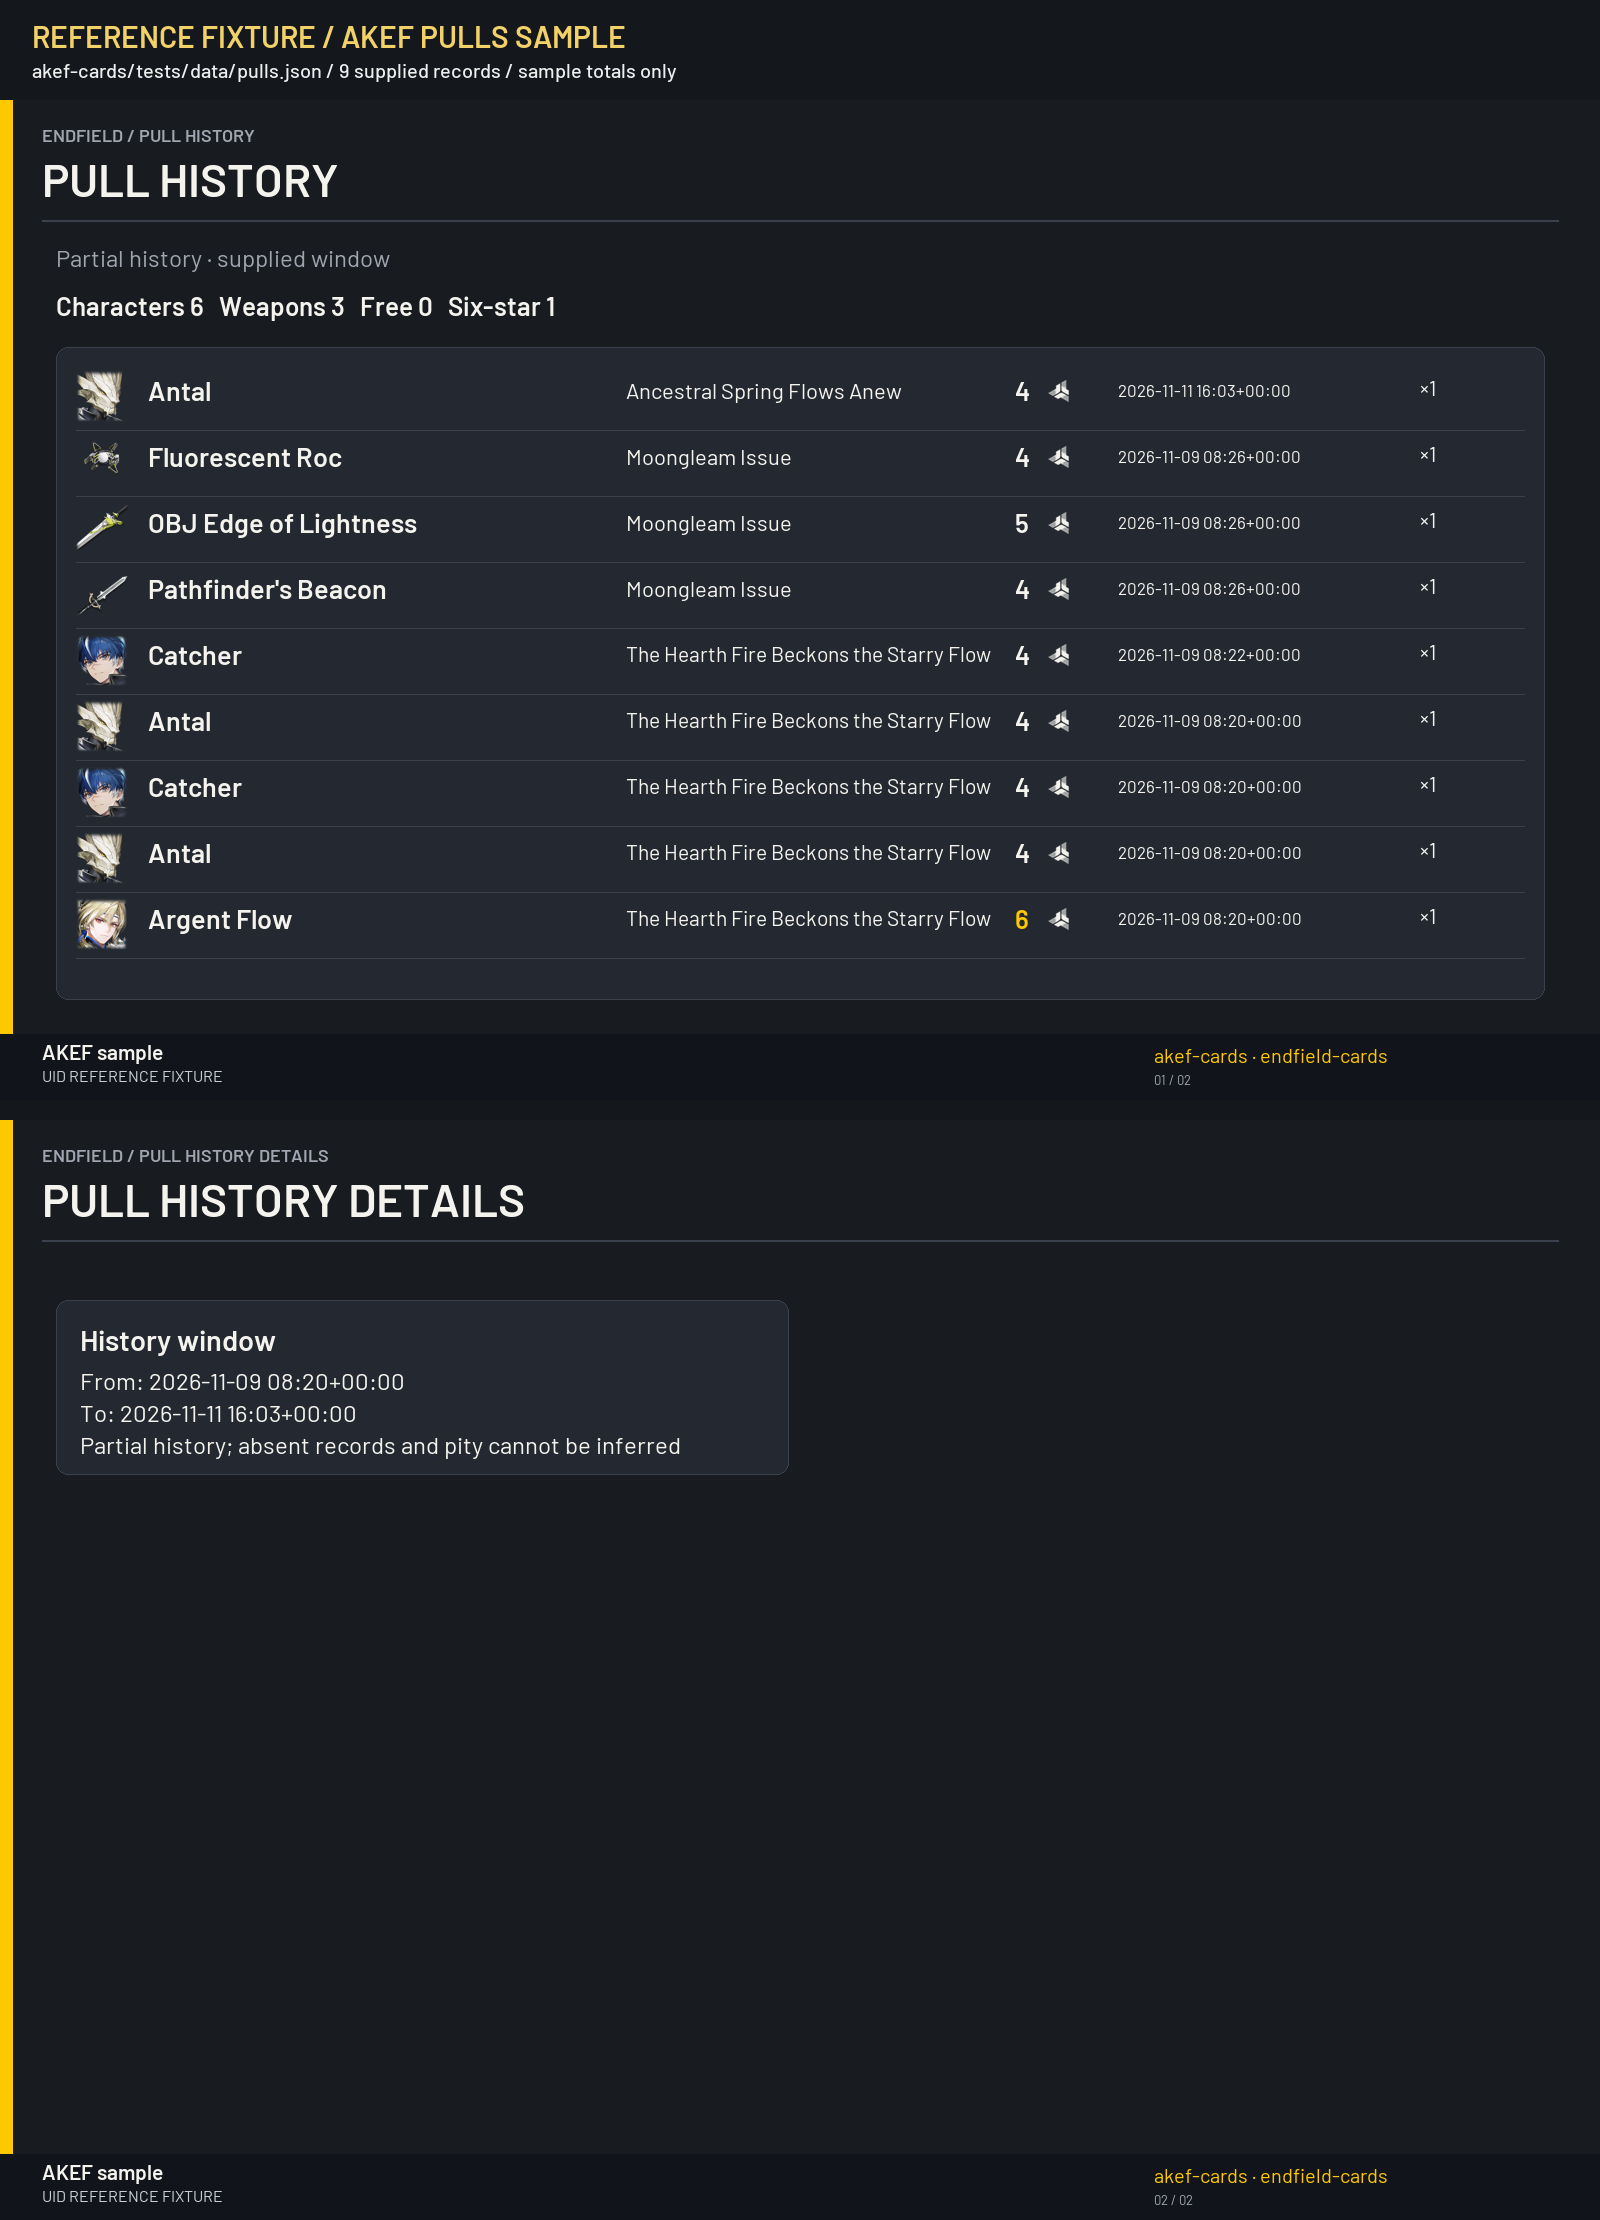 REFERENCE FIXTURE / AKEF PULLS SAMPLE
akef-cards/tests/data/pulls.json / 9 supplied records / sample totals only
ENDFIELD / PULL HISTORY
PULL HISTORY
Partial history · supplied window
Characters 6 Weapons 3 Free 0 Six-star 1
Antal Ancestral Spring Flows Anew 4 2026-11-11 16:03+00:00 ×1
Fluorescent Roc Moongleam Issue 4 2026-11-09 08:26+00:00 ×1
OBJ Edge of Lightness Moongleam Issue 5 2026-11-09 08:26+00:00 ×1
Pathfinder's Beacon Moongleam Issue 4 2026-11-09 08:26+00:00 ×1
Catcher The Hearth Fire Beckons the Starry Flow 4 2026-11-09 08:22+00:00 ×1
Antal The Hearth Fire Beckons the Starry Flow 4 2026-11-09 08:20+00:00 ×1
Catcher The Hearth Fire Beckons the Starry Flow 4 2026-11-09 08:20+00:00 ×1
Antal The Hearth Fire Beckons the Starry Flow 4 2026-11-09 08:20+00:00 ×1
Argent Flow The Hearth Fire Beckons the Starry Flow 6 2026-11-09 08:20+00:00 ×1
AKEF sample
UID REFERENCE FIXTURE
akef-cards · endfield-cards
01 / 02
ENDFIELD / PULL HISTORY DETAILS
PULL HISTORY DETAILS
History window
From: 2026-11-09 08:20+00:00
To: 2026-11-11 16:03+00:00
Partial history; absent records and pity cannot be inferred
AKEF sample
UID REFERENCE FIXTURE
akef-cards · endfield-cards
02 / 02